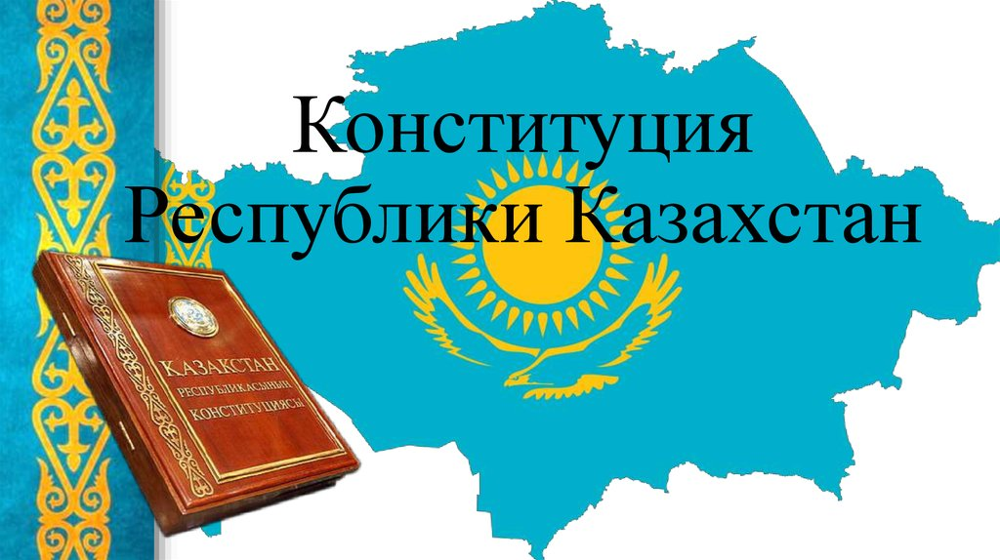 Конституция
Республики Казахстан
ҚАЗАҚСТАН
РЕСПУБЛИКАСЫНЫҢ
КОНСТИТУЦИЯСЫ